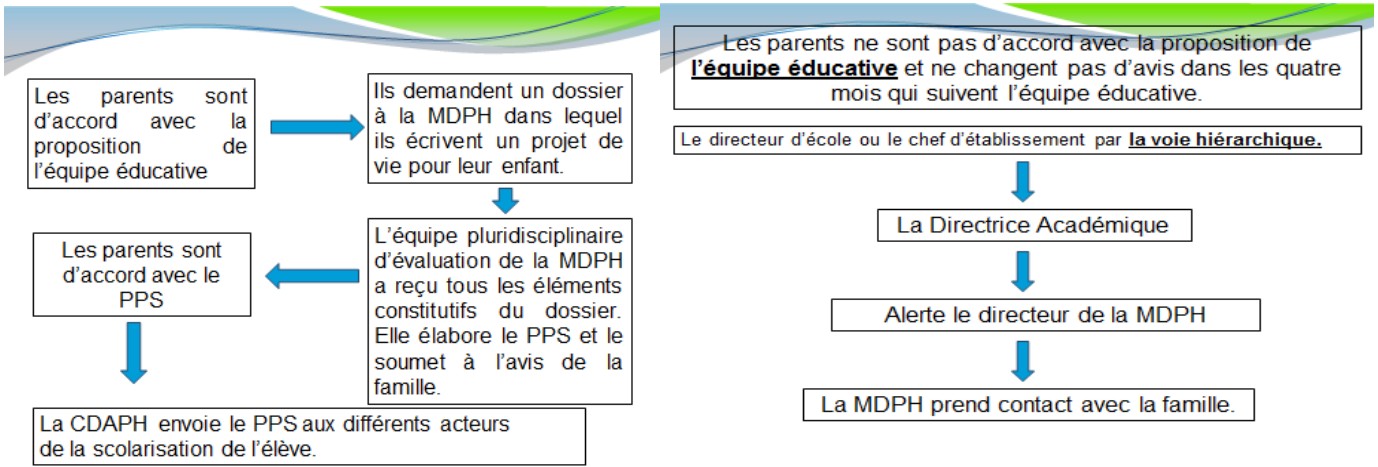 Les parents sont
d'accord avec la
proposition de
l'équipe éducative
Ils demandent un dossier
à la MDPH dans lequel
ils écrivent un projet de
vie pour leur enfant.
L'équipe pluridisciplinaire
d'évaluation de la MDPH
a reçu tous les éléments
constitutifs du dossier.
Elle élabore le PPS et le
soumet à l'avis de la
famille.
Les parents sont
d'accord avec le
PPS
La CDAPH envoie le PPS aux différents acteurs
de la scolarisation de l'élève.
Les parents ne sont pas d'accord avec la proposition de
l'équipe éducative et ne changent pas d'avis dans les quatre
mois qui suivent l'équipe éducative.
Le directeur d'école ou le chef d'établissement par la voie hiérarchique.
La Directrice Académique
Alerte le directeur de la MDPH
La MDPH prend contact avec la famille.